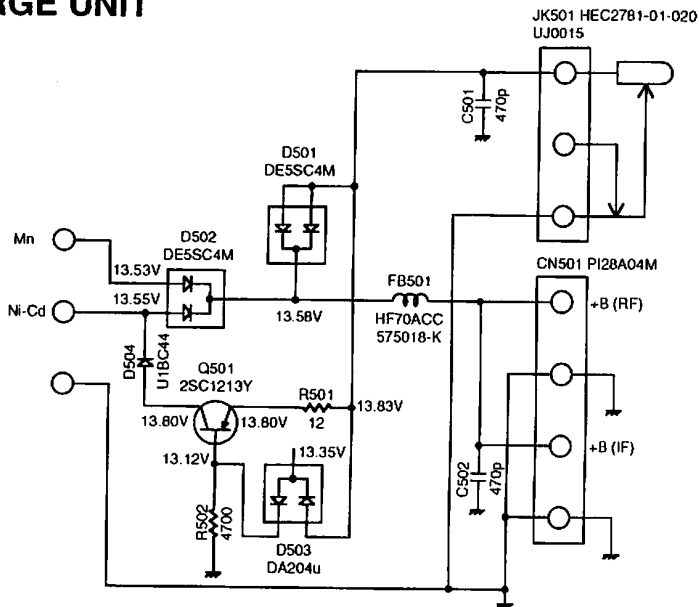 RGE UNIT
JK501 HEC2781-01-020
UJ0015
C501
470p
D501
DE5SC4M
Mn
D502
DE5SC4M
13.53V
13.55V
Ni-Cd
13.58V
FB501
HF70ACC
575018-K
CN501 PI28A04M
+B (RF)
D504
U1BC44
Q501
2SC1213Y
R501
12
13.83V
13.80V
13.80V
13.12V
13.35V
+B (IF)
C502
470p
R502
4700
D503
DA204u